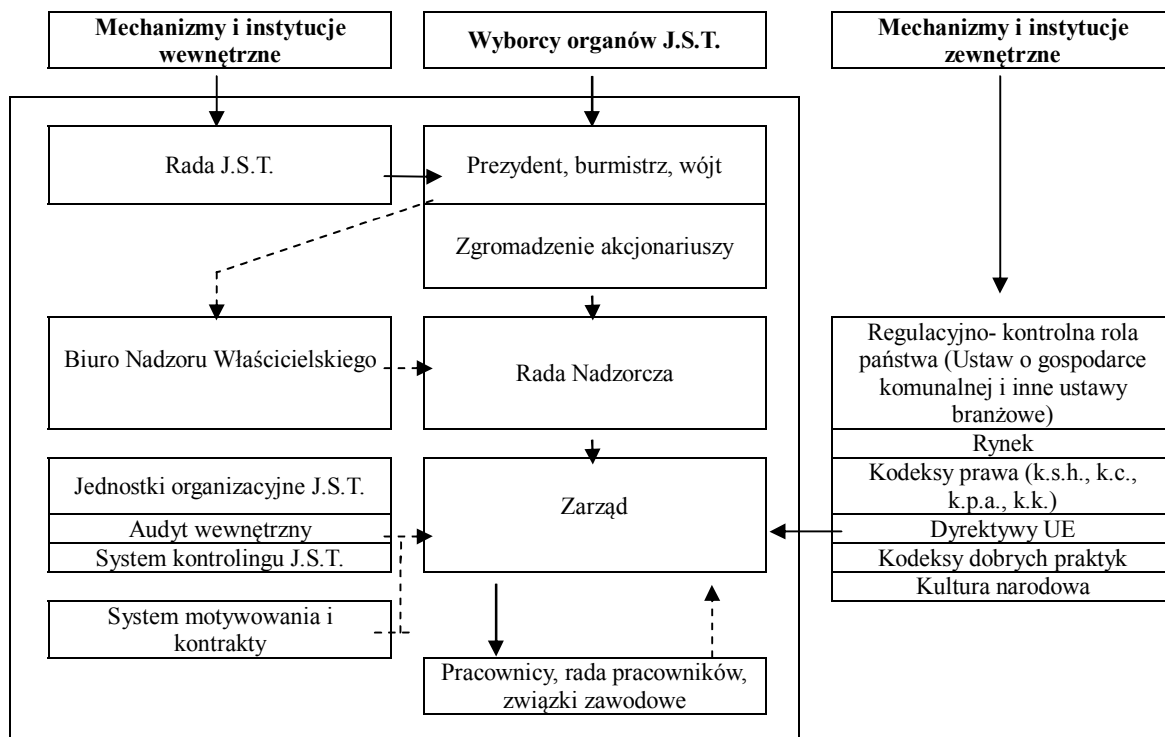 Mechanizmy i instytucje
wewnętrzne
Wyborcy organów J.S.T.
Mechanizmy i instytucje
zewnętrzne
Rada J.S.T.
Prezydent, burmistrz, wójt
Zgromadzenie akcjonariuszy
Biuro Nadzoru Właścicielskiego
Rada Nadzorcza
Regulacyjno- kontrolna rola
państwa (Ustaw o gospodarce
komunalnej i inne ustawy
branżowe)
Rynek
Kodeksy prawa (k.s.h., k.c.,
k.p.a., k.k.)
Dyrektywy UE
Kodeksy dobrych praktyk
Kultura narodowa
Jednostki organizacyjne J.S.T.
Audyt wewnętrzny
System kontrolingu J.S.T.
Zarząd
System motywowania i
kontrakty
Pracownicy, rada pracowników,
związki zawodowe